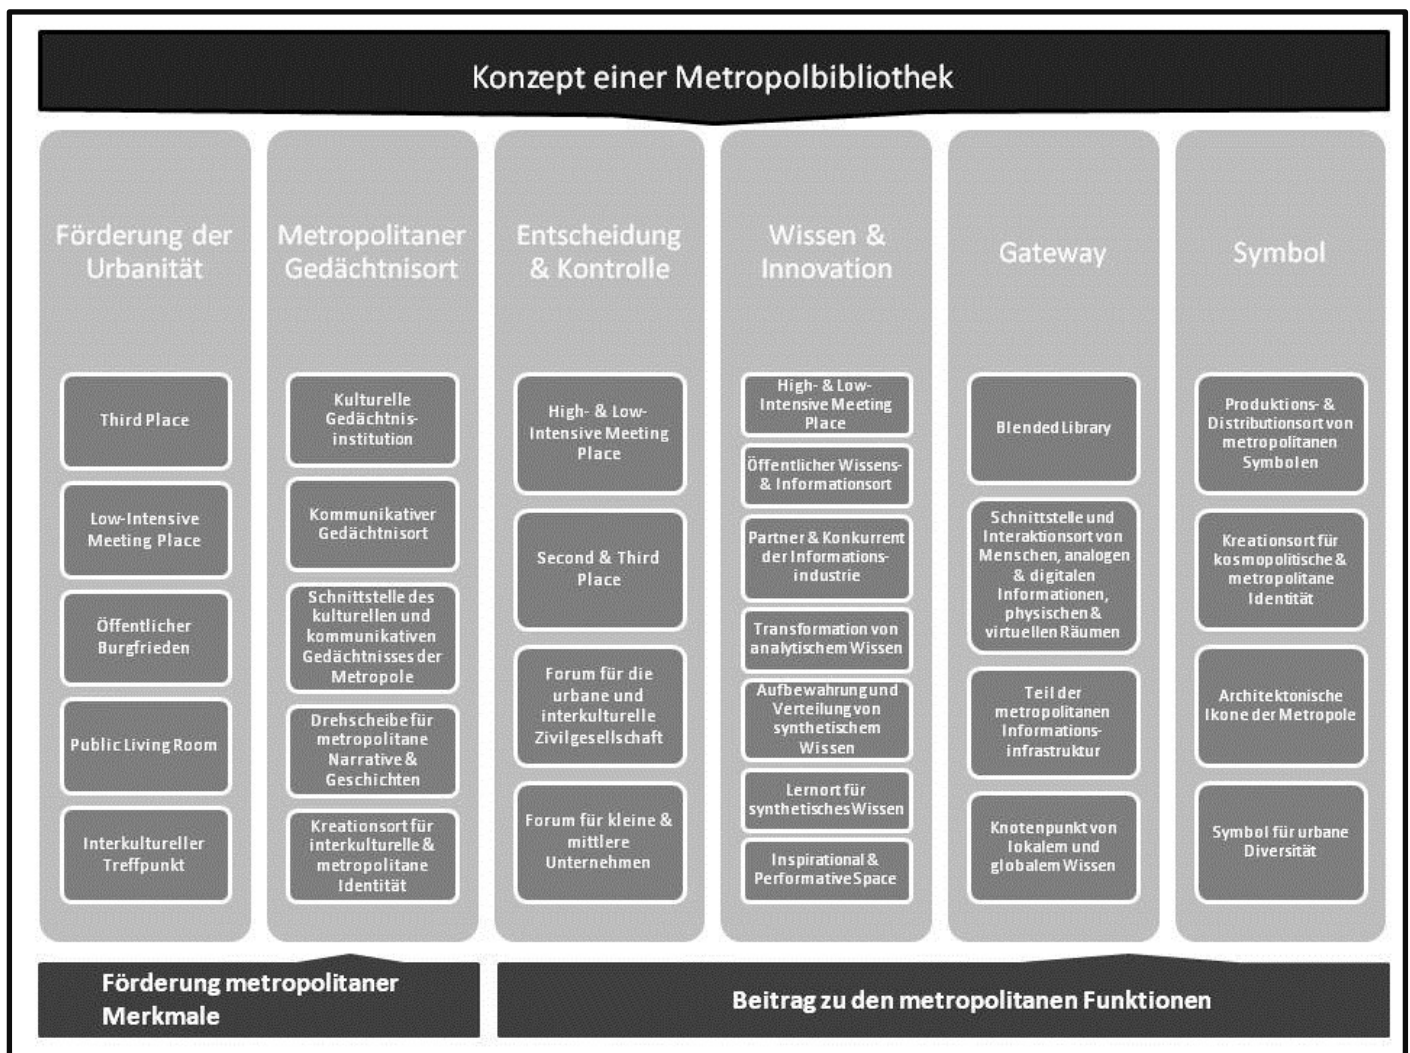 Konzept einer Metropolbibliothek
Förderung der
Urbanität
Third Place
Low-Intensive
Meeting Place
Öffentlicher
Burgfrieden
Public Living Room
Interkultureller
Treffpunkt
Metropolitaner
Gedächtnisort
Kulturelle
Gedächtnis-
institution
Kommunikativer
Gedächtnisort
Schnittstelle des
kulturellen und
kommunikativen
Gedächtnisses der
Metropole
Drehscheibe für
metropolitane
Narrative &
Geschichten
Kreationsort für
interkulturelle &
metropolitane
Identität
Entscheidung
& Kontrolle
High- & Low-
Intensive Meeting
Place
Second & Third
Place
Forum für die
urbane und
interkulturelle
Zivilgesellschaft
Forum für kleine &
mittlere
Unternehmen
Wissen &
Innovation
High- & Low-
Intensive Meeting
Place
Öffentlicher Wissens-
& Informationsort
Partner & Konkurrent
der Informations-
industrie
Transformation von
analytischem Wissen
Aufbewahrung und
Verteilung von
synthetischem
Wissen
Lernort für
synthetisches Wissen
Inspirational &
Performative Space
Gateway
Blended Library
Schnittstelle und
Interaktionsort von
Menschen, analogen
& digitalen
Informationen,
physischen &
virtuellen Räumen
Teil der
metropolitanen
Informations-
infrastruktur
Knotenpunkt von
lokalem und
globalem Wissen
Symbol
Produktions- &
Distributionsort von
metropolitanen
Symbolen
Kreationsort für
kosmopolitische &
metropolitane
Identität
Architektonische
Ikone der Metropole
Symbol für urbane
Diversität
Förderung metropolitaner
Merkmale
Beitrag zu den metropolitanen Funktionen